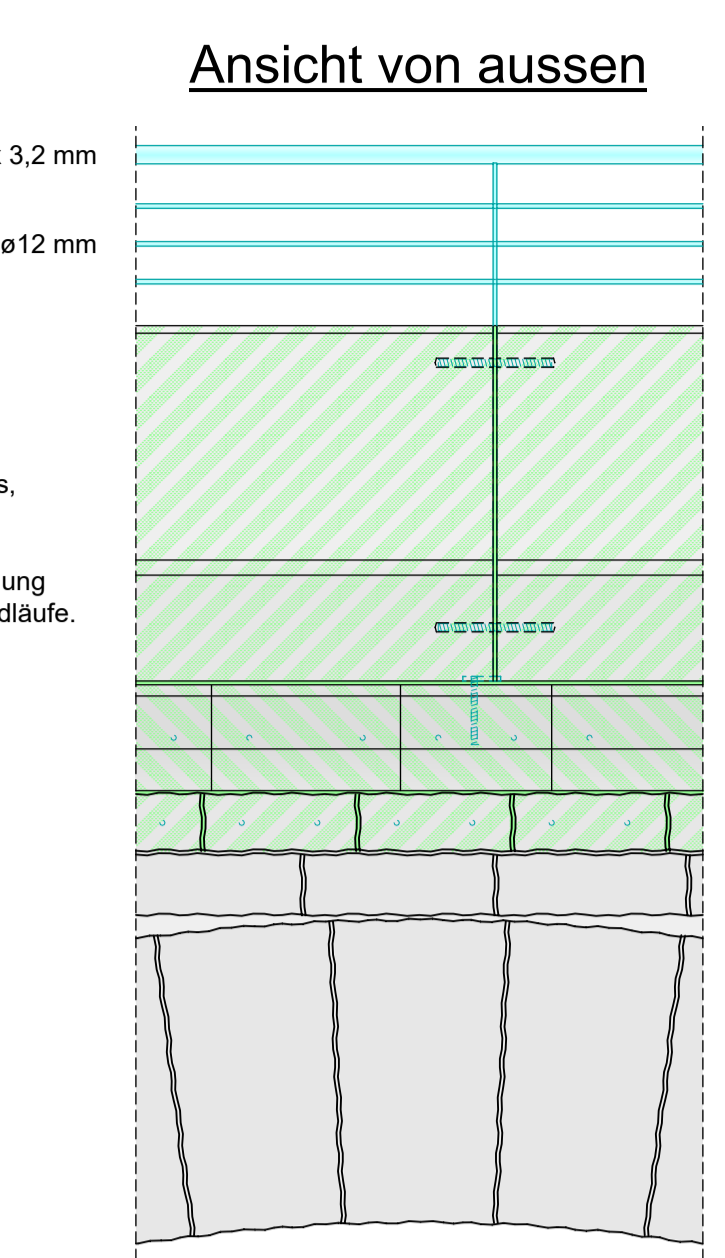 Ansicht von aussen
3,2 mm
ø12 mm
s,
ung
dläufe.